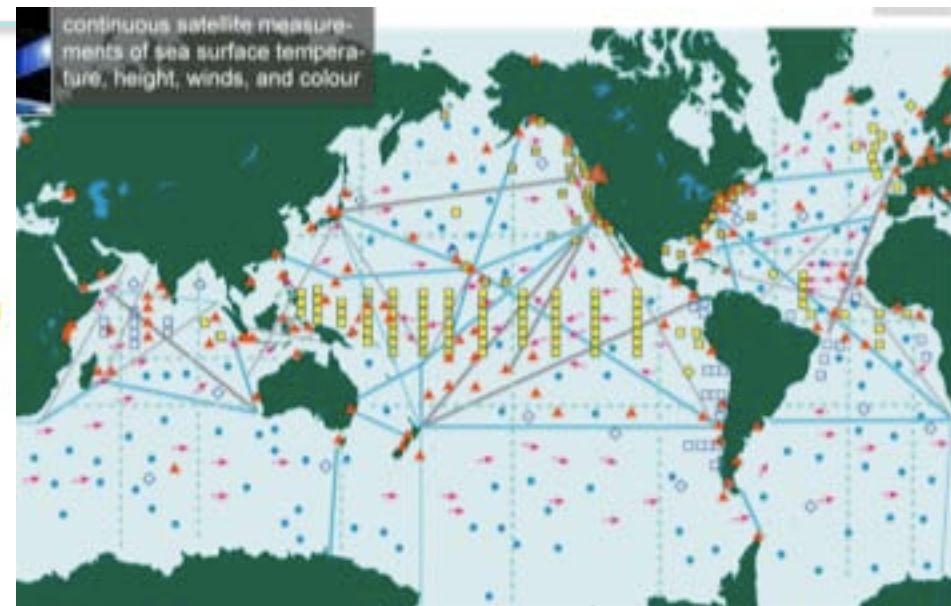 continuous satellite measure-
ments of sea surface tempera-
ture, height, winds, and colour